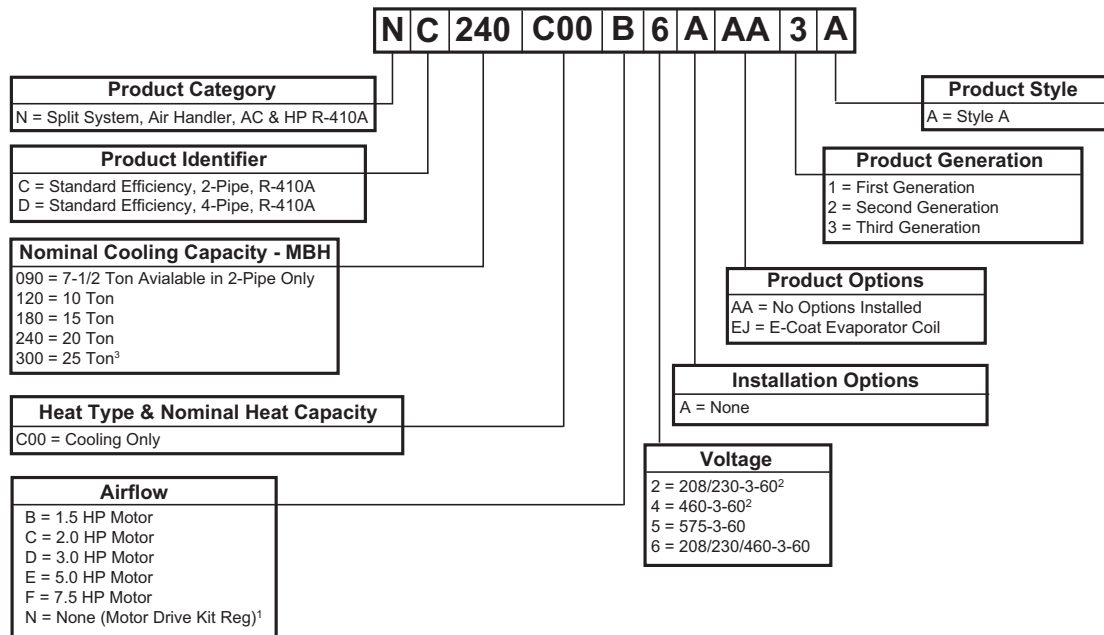 N C 240 C00 B 6 A AA 3 A
Product Category
N = Split System, Air Handler, AC & HP R-410A
Product Identifier
C = Standard Efficiency, 2-Pipe, R-410A
D = Standard Efficiency, 4-Pipe, R-410A
Nominal Cooling Capacity - MBH
090 = 7-1/2 Ton Avialable in 2-Pipe Only
120 = 10 Ton
180 = 15 Ton
240 = 20 Ton
300 = 25 Ton³
Heat Type & Nominal Heat Capacity
C00 = Cooling Only
Airflow
B = 1.5 HP Motor
C = 2.0 HP Motor
D = 3.0 HP Motor
E = 5.0 HP Motor
F = 7.5 HP Motor
N = None (Motor Drive Kit Reg)¹
Product Style
A = Style A
Product Generation
1 = First Generation
2 = Second Generation
3 = Third Generation
Product Options
AA = No Options Installed
EJ = E-Coat Evaporator Coil
Installation Options
A = None
Voltage
2 = 208/230-3-60²
4 = 460-3-60²
5 = 575-3-60
6 = 208/230/460-3-60